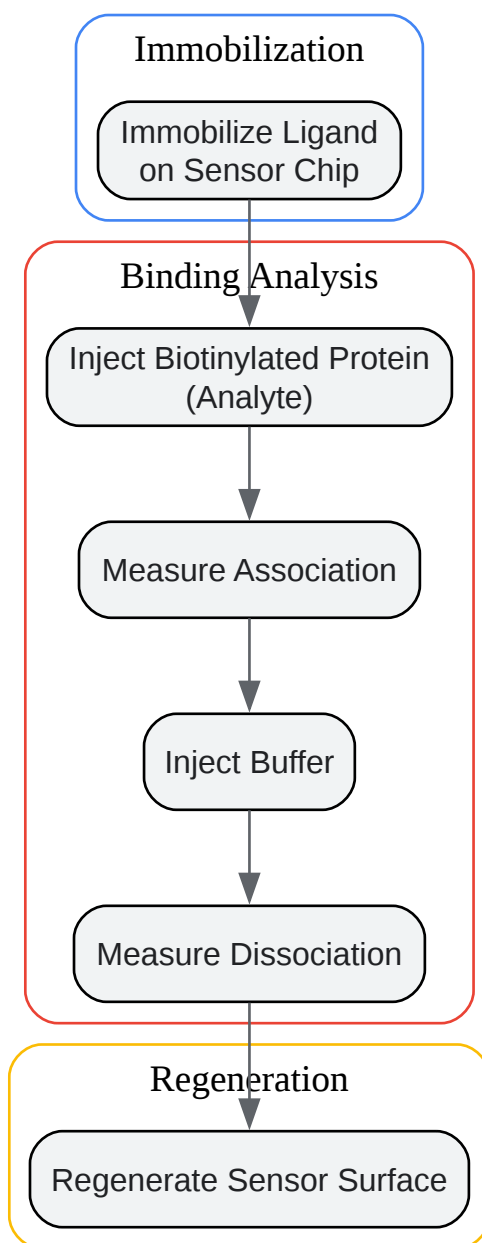 Immobilization
Immobilize Ligand
on Sensor Chip
Binding Analysis
Inject Biotinylated Protein
(Analyte)
Measure Association
Inject Buffer
Measure Dissociation
Regeneration
Regenerate Sensor Surface